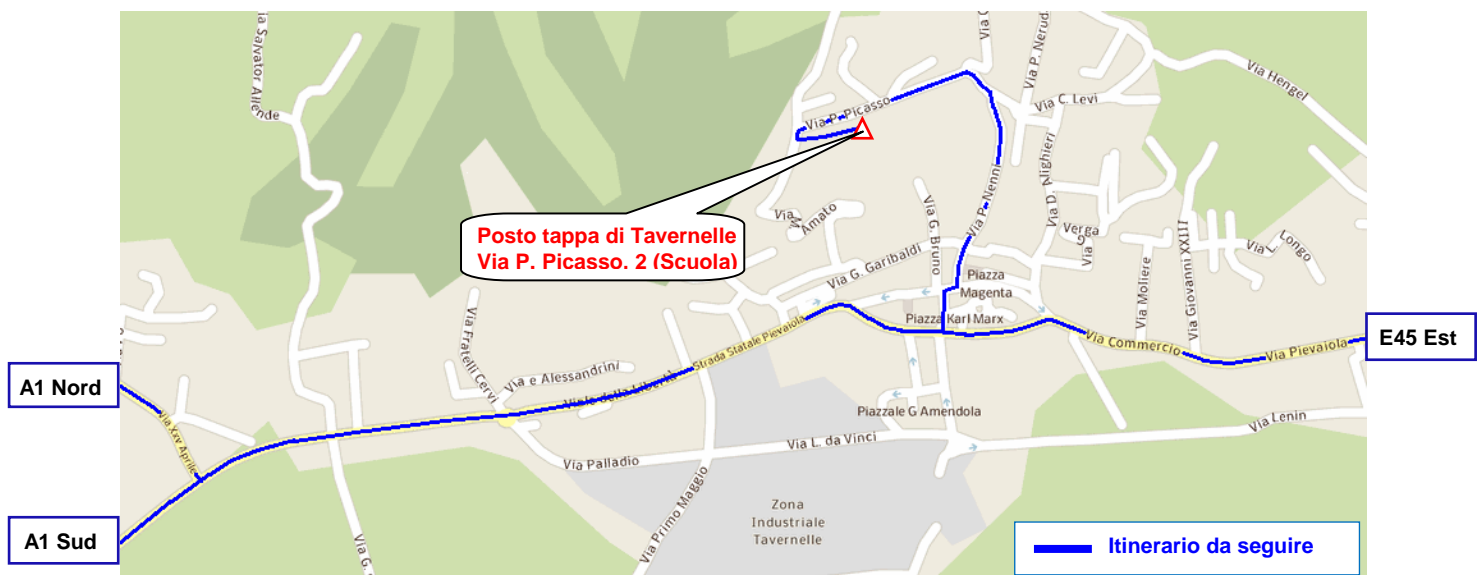 Via Salvator Allende
Via P. Neruda
Via Hengel
Via C. Levi
Via P. Picasso
Via D. Alighieri
Via P. Nenni
Via G. Bruno
Via M. Amato
Posto tappa di Tavernelle
Via P. Picasso, 2 (Scuola)
Via G. Verga
Via L. Longo
Via Giovanni XXIII
Via Moliere
Via G. Garibaldi
Piazza
Magenta
Piazza Karl Marx
Strada Statale Pievaiola
Via Commercio
Via Pievaiola
E45 Est
Via Fratelli Cervi
Via e Alessandrini
Viale della Libertà
A1 Nord
Via XXV Aprile
Piazzale G Amendola
Via Lenin
Via L. da Vinci
Via Palladio
Via Primo Maggio
Zona
Industriale
Tavernelle
A1 Sud
Via G.
Itinerario da seguire